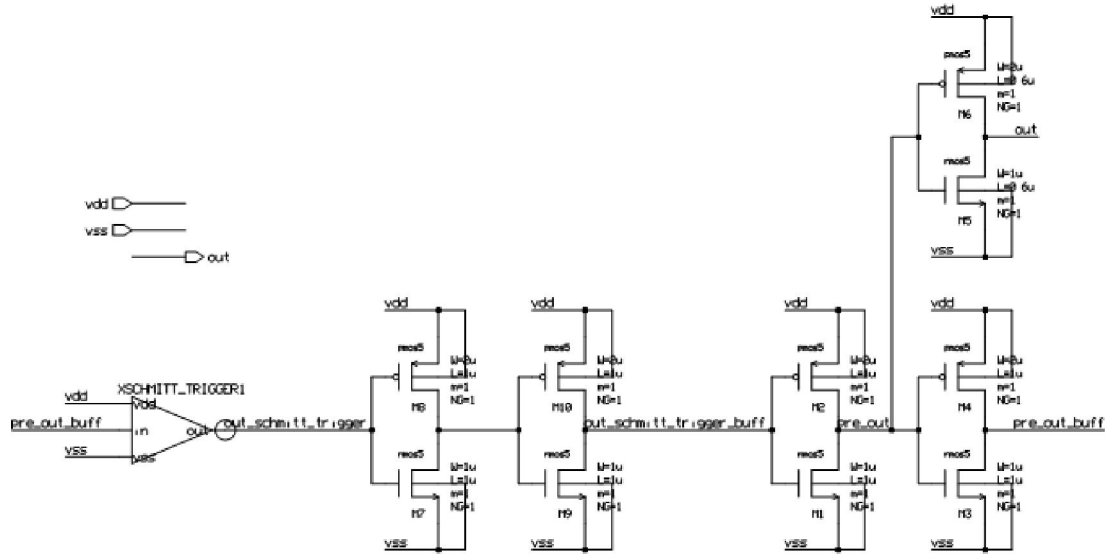 vdd
pmos5
W=2u
L=0.6u
m=1
NG=1
M6
out
nmos5
W=1u
L=0.6u
m=1
NG=1
M5
vss
vdd
vss
out
vdd
pmos5
W=2u
L=1u
m=1
NG=1
M8
vdd
pmos5
W=2u
L=1u
m=1
NG=1
M10
vdd
pmos5
W=2u
L=1u
m=1
NG=1
M2
vdd
pmos5
W=2u
L=1u
m=1
NG=1
M4
XSCHMITT_TRIGGER1
vdd
vdd
pre_out_buff
in
out
out_schmitt_trigger
out_schmitt_trigger_buff
pre_out
pre_out_buff
vss
vss
nmos5
W=1u
L=1u
m=1
NG=1
M7
vss
nmos5
W=1u
L=1u
m=1
NG=1
M9
vss
nmos5
W=1u
L=1u
m=1
NG=1
M1
vss
nmos5
W=1u
L=1u
m=1
NG=1
M3
vss